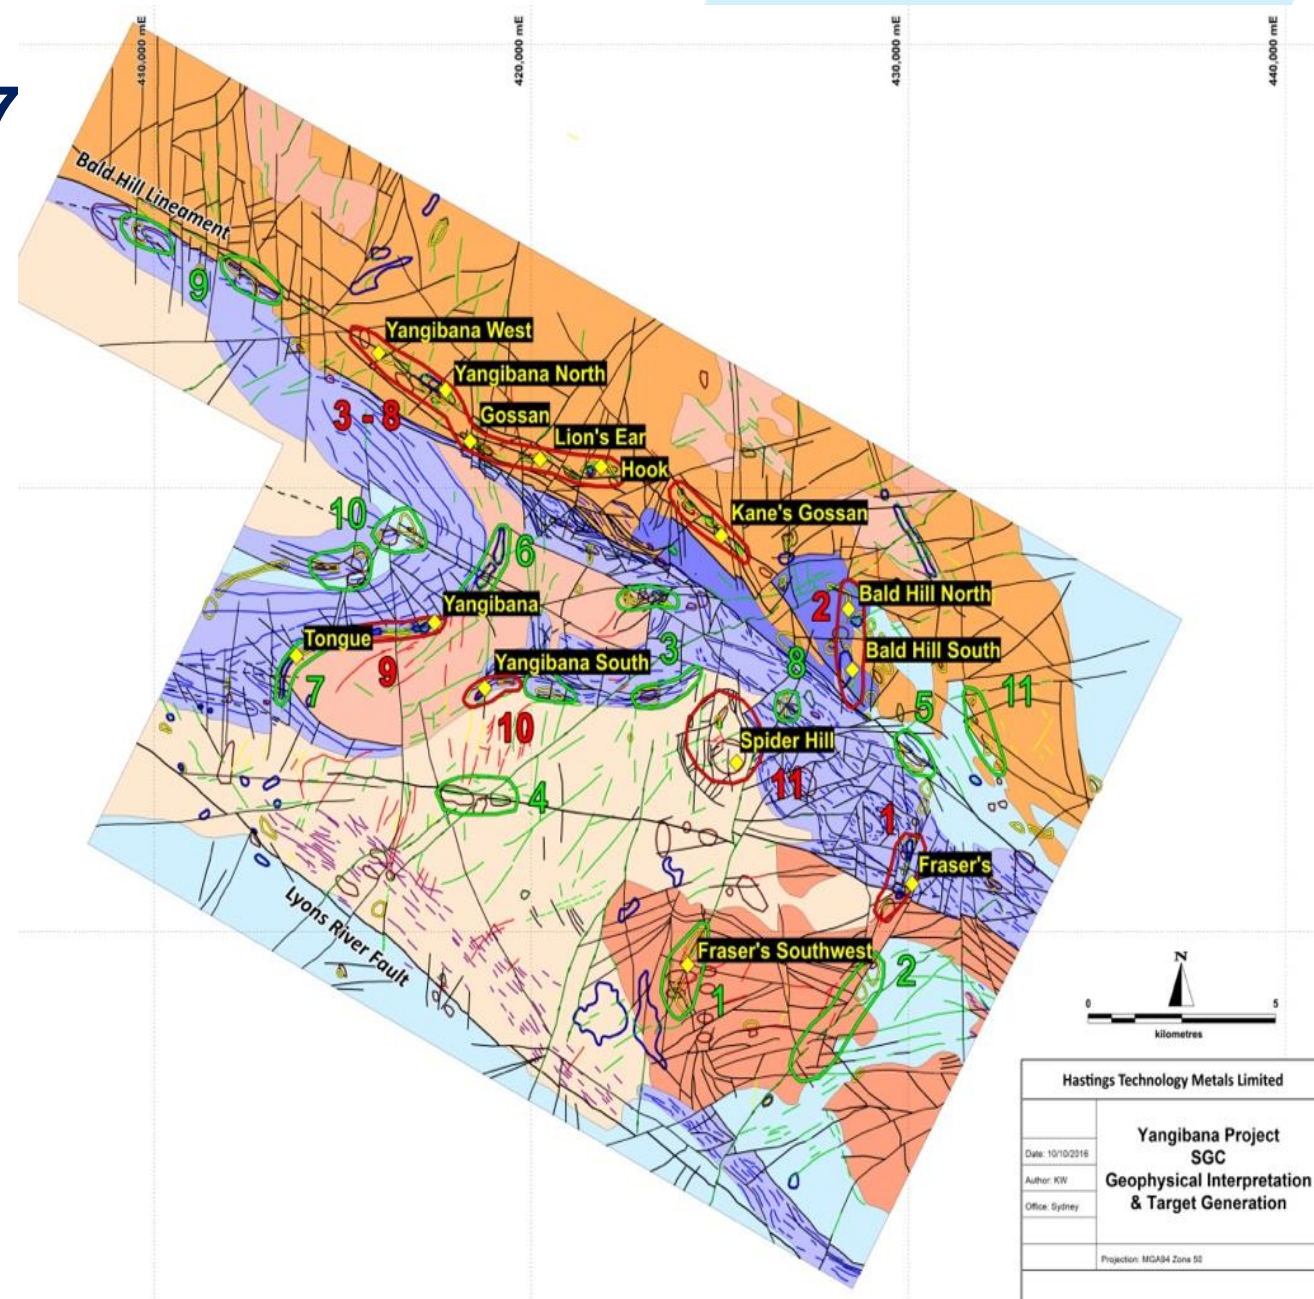 410,000 mE
420,000 mE
430,000 mE
440,000 mE
7
Bald Hill Lineament
9
Yangibana West
Yangibana North
3 - 8
Gossan
Lion's Ear
Hook
Kane's Gossan
10
6
2
Bald Hill North
Yangibana
Tongue
Bald Hill South
Yangibana South
3
8
9
7
5
11
10
Spider Hill
11
4
1
Fraser's
Lyons River Fault
Fraser's Southwest
2
1
N
0 5
kilometres
Hastings Technology Metals Limited
Yangibana Project
SGC
Geophysical Interpretation
& Target Generation
Date: 10/10/2016
Author: KW
Office: Sydney
Projection: MGA94 Zone 50